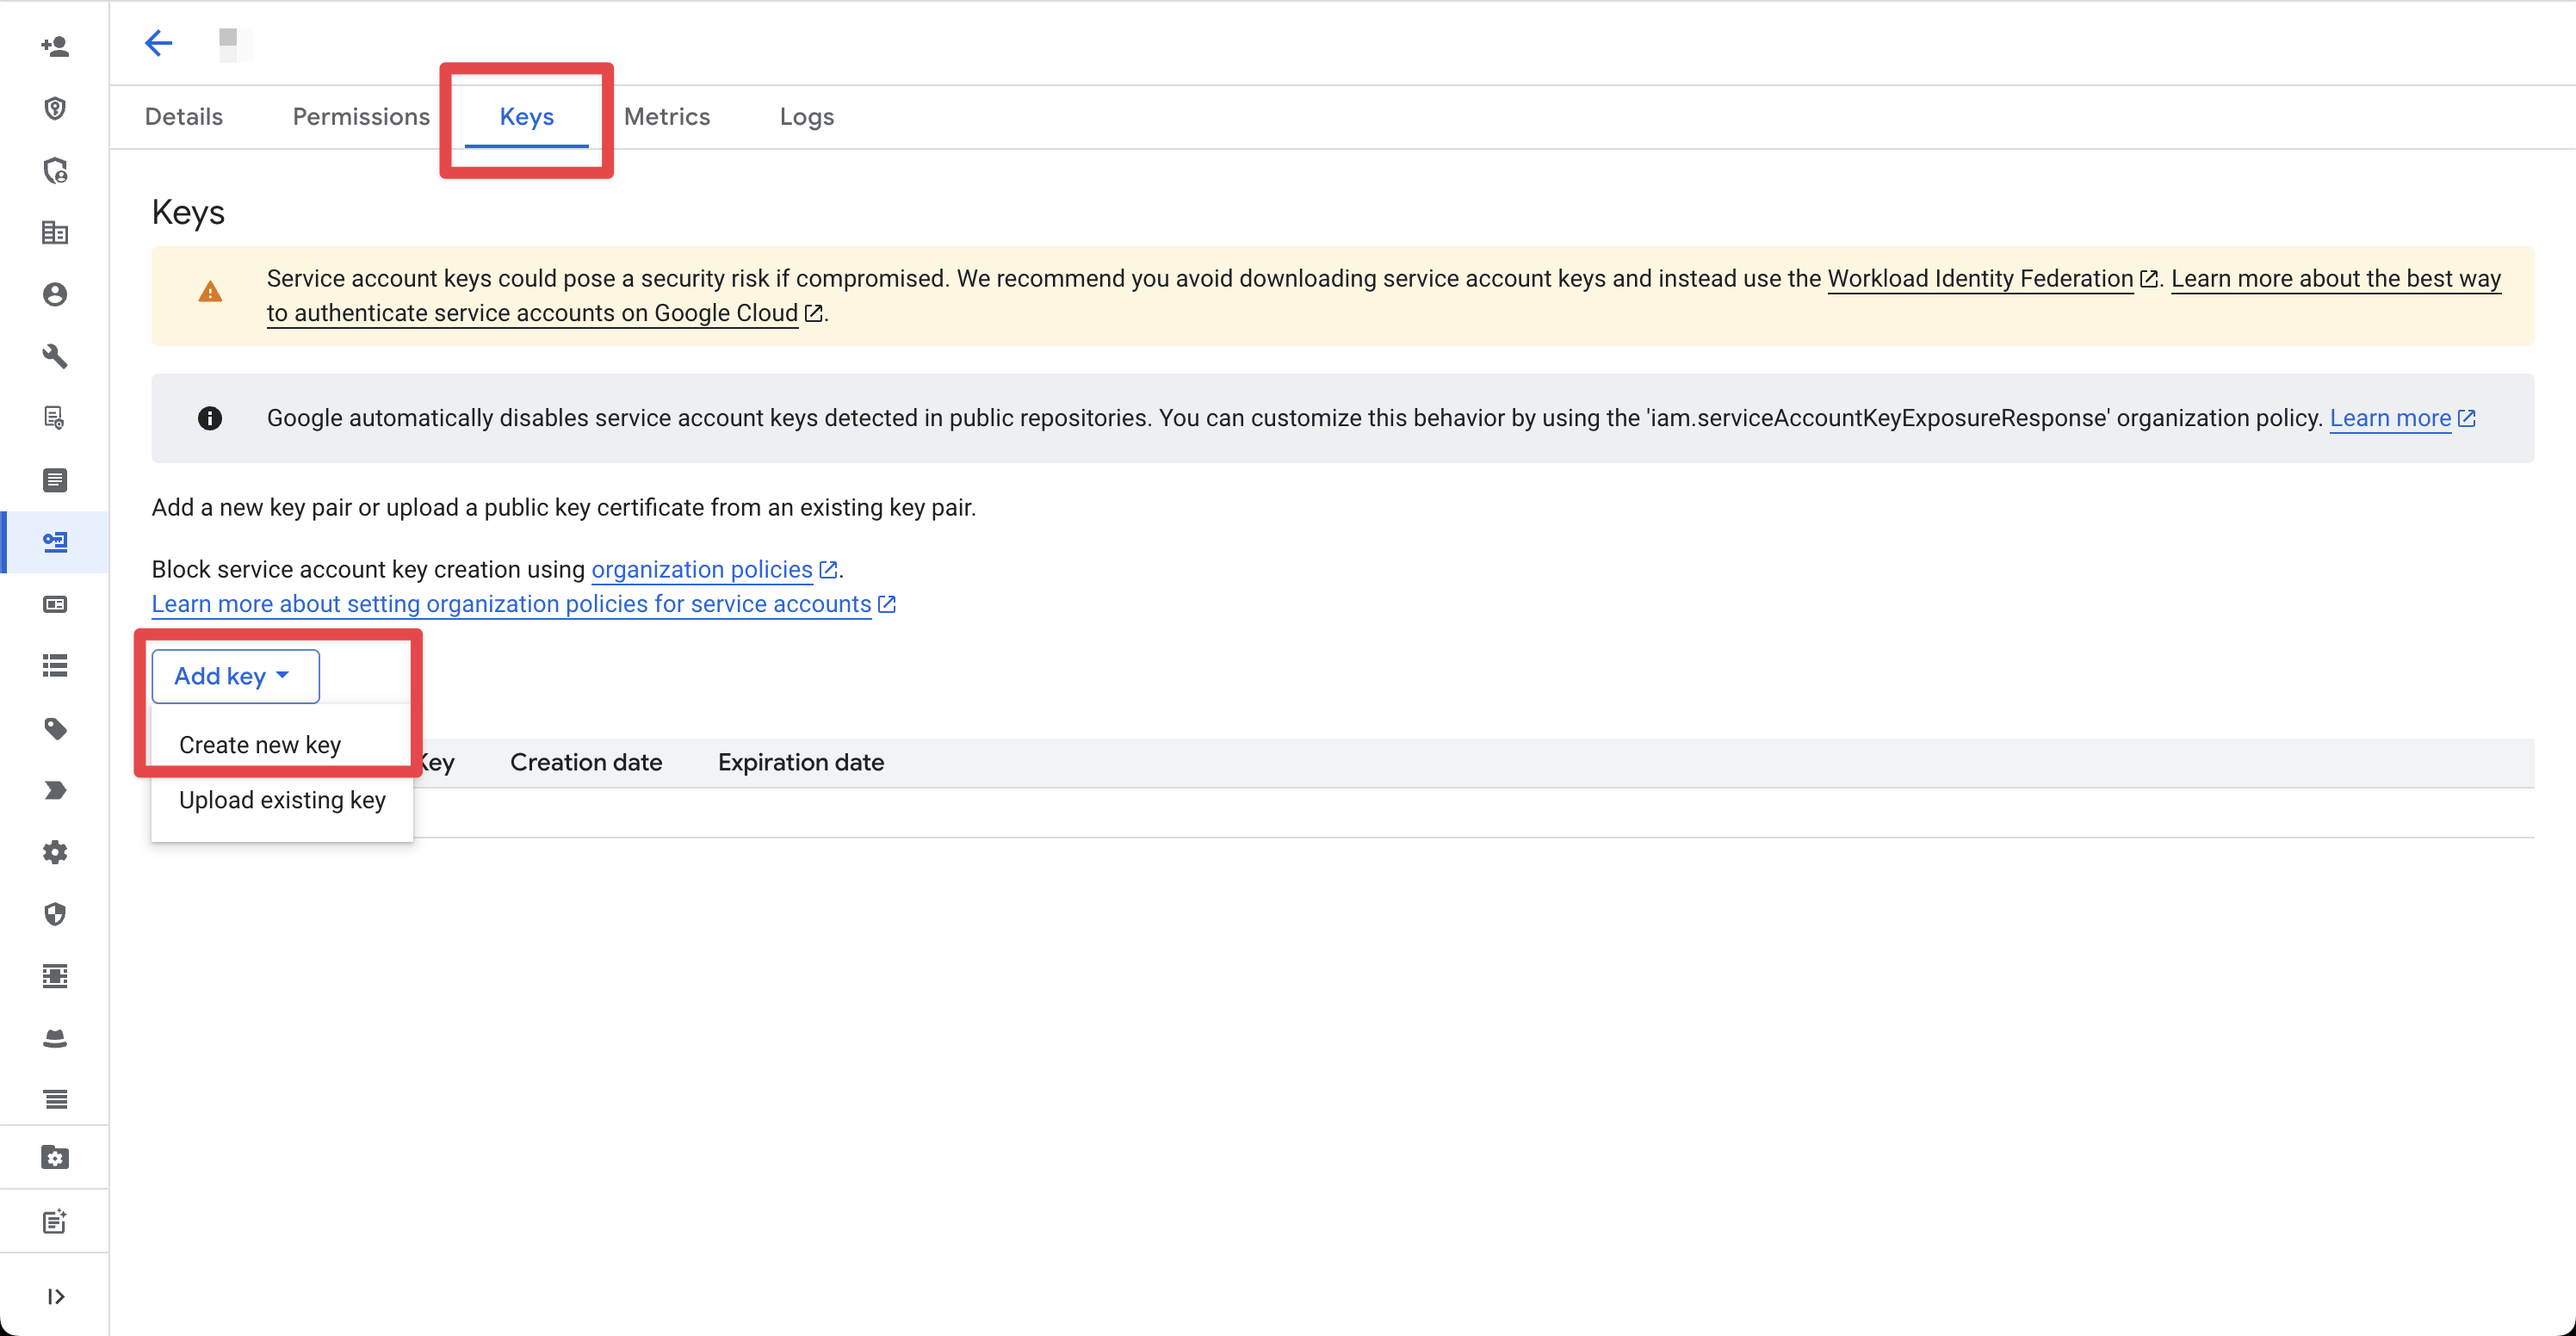 Details Permissions Keys Metrics Logs
Keys
Service account keys could pose a security risk if compromised. We recommend you avoid downloading service account keys and instead use the Workload Identity Federation. Learn more about the best way
to authenticate service accounts on Google Cloud.
Google automatically disables service account keys detected in public repositories. You can customize this behavior by using the 'iam.serviceAccountKeyExposureResponse' organization policy. Learn more
Add a new key pair or upload a public key certificate from an existing key pair.
Block service account key creation using organization policies.
Learn more about setting organization policies for service accounts
Add key
Create new key
Key Creation date Expiration date
Upload existing key